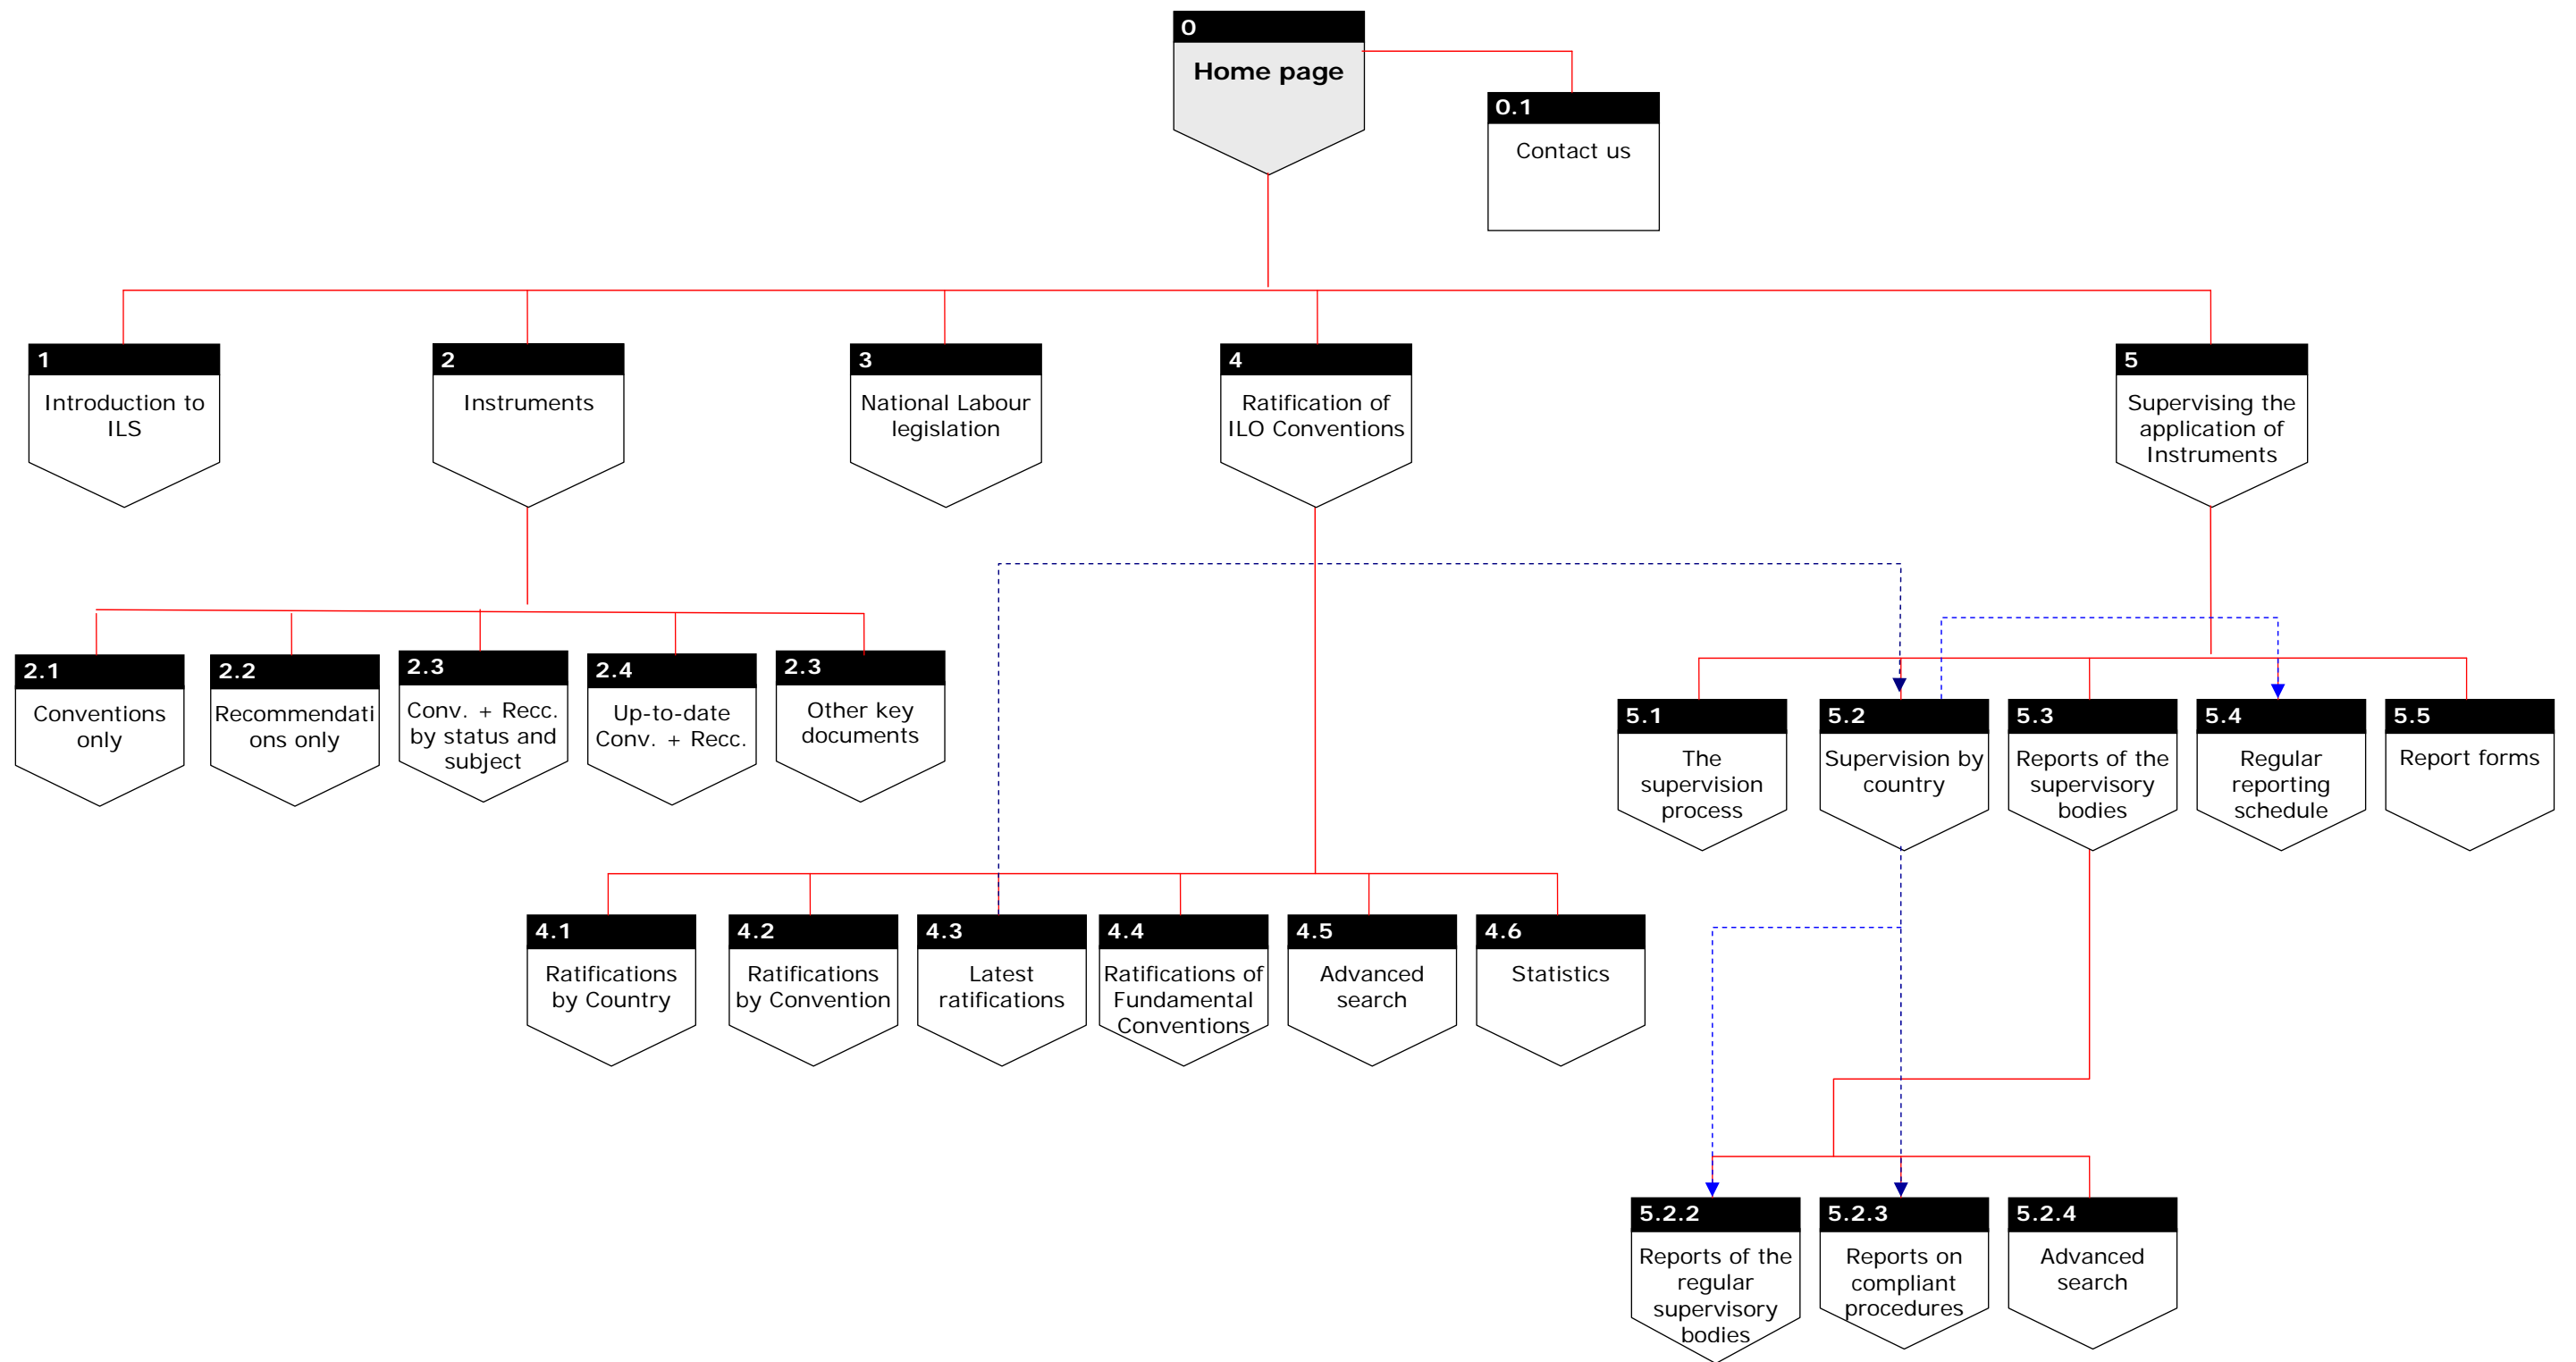 0
Home page
0.1
Contact us
1
Introduction to
ILS
2
Instruments
3
National Labour
legislation
4
Ratification of
ILO Conventions
5
Supervising the
application of
Instruments
2.1
Conventions
only
2.2
Recommendati
ons only
2.3
Conv. + Recc.
by status and
subject
2.4
Up-to-date
Conv. + Recc.
2.3
Other key
documents
5.1
The
supervision
process
5.2
Supervision by
country
5.3
Reports of the
supervisory
bodies
5.4
Regular
reporting
schedule
5.5
Report forms
4.1
Ratifications
by Country
4.2
Ratifications
by Convention
4.3
Latest
ratifications
4.4
Ratifications of
Fundamental
Conventions
4.5
Advanced
search
4.6
Statistics
5.2.2
Reports of the
regular
supervisory
bodies
5.2.3
Reports on
compliant
procedures
5.2.4
Advanced
search